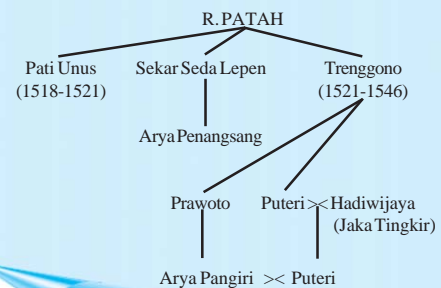 R. PATAH
Pati Unus Sekar Seda Lepen Trenggono
(1518-1521) (1521-1546)
Arya Penangsang
Prawoto Puteri >< Hadiwijaya
(Jaka Tingkir)
Arya Pangiri >< Puteri